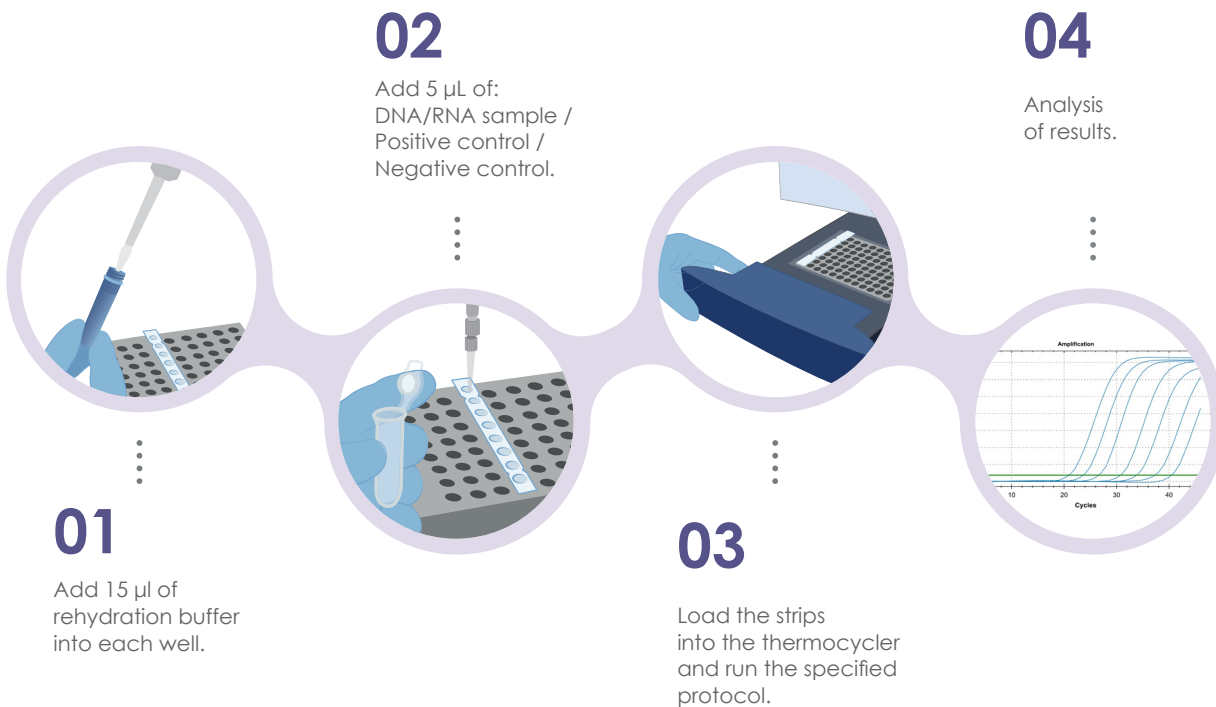 01
Add 15 µl of
rehydration buffer
into each well.
02
Add 5 µL of:
DNA/RNA sample /
Positive control /
Negative control.
03
Load the strips
into the thermocycler
and run the specified
protocol.
04
Analysis
of results.
Amplification
10 20 30 40
Cycles